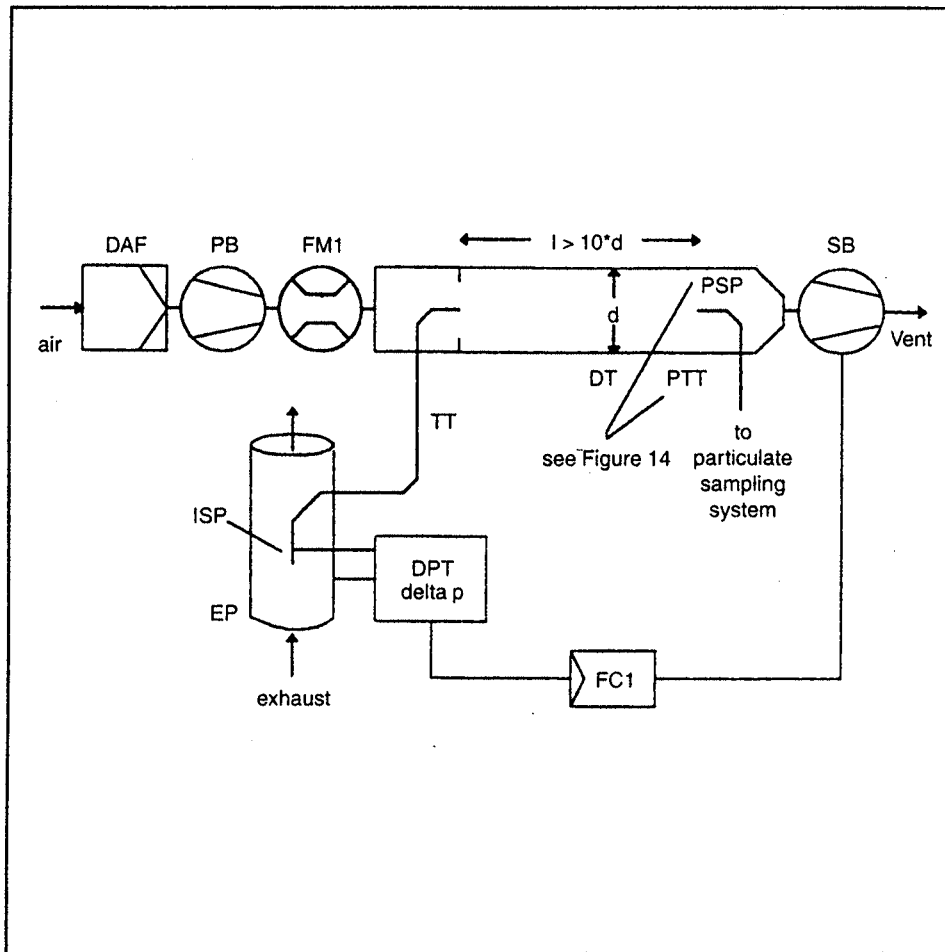 DAF
PB
FM1
l > 10*d
SB
PSP
air
d
Vent
DT
PTT
TT
see Figure 14
to
particulate
sampling
system
ISP
DPT
delta p
EP
FC1
exhaust